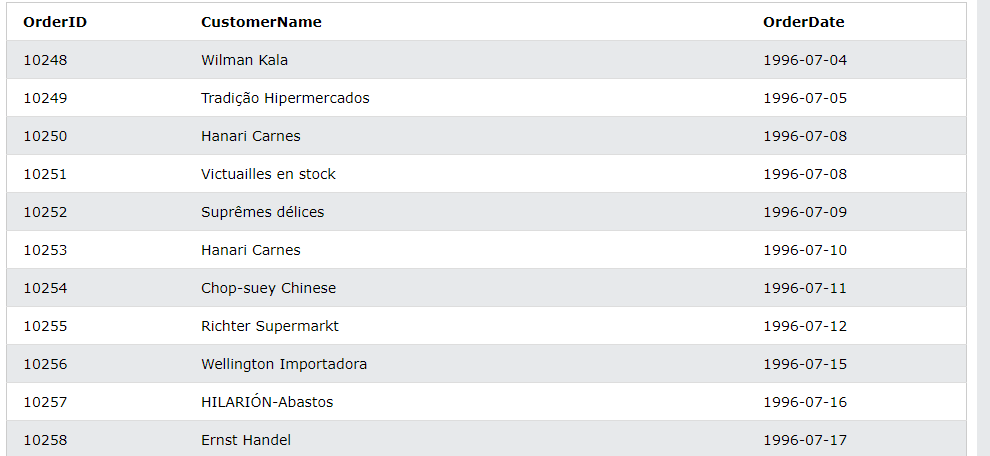 OrderID CustomerName OrderDate
10248 Wilman Kala 1996-07-04
10249 Tradição Hipermercados 1996-07-05
10250 Hanari Carnes 1996-07-08
10251 Victuailles en stock 1996-07-08
10252 Suprêmes délices 1996-07-09
10253 Hanari Carnes 1996-07-10
10254 Chop-suey Chinese 1996-07-11
10255 Richter Supermarkt 1996-07-12
10256 Wellington Importadora 1996-07-15
10257 HILARIÓN-Abastos 1996-07-16
10258 Ernst Handel 1996-07-17